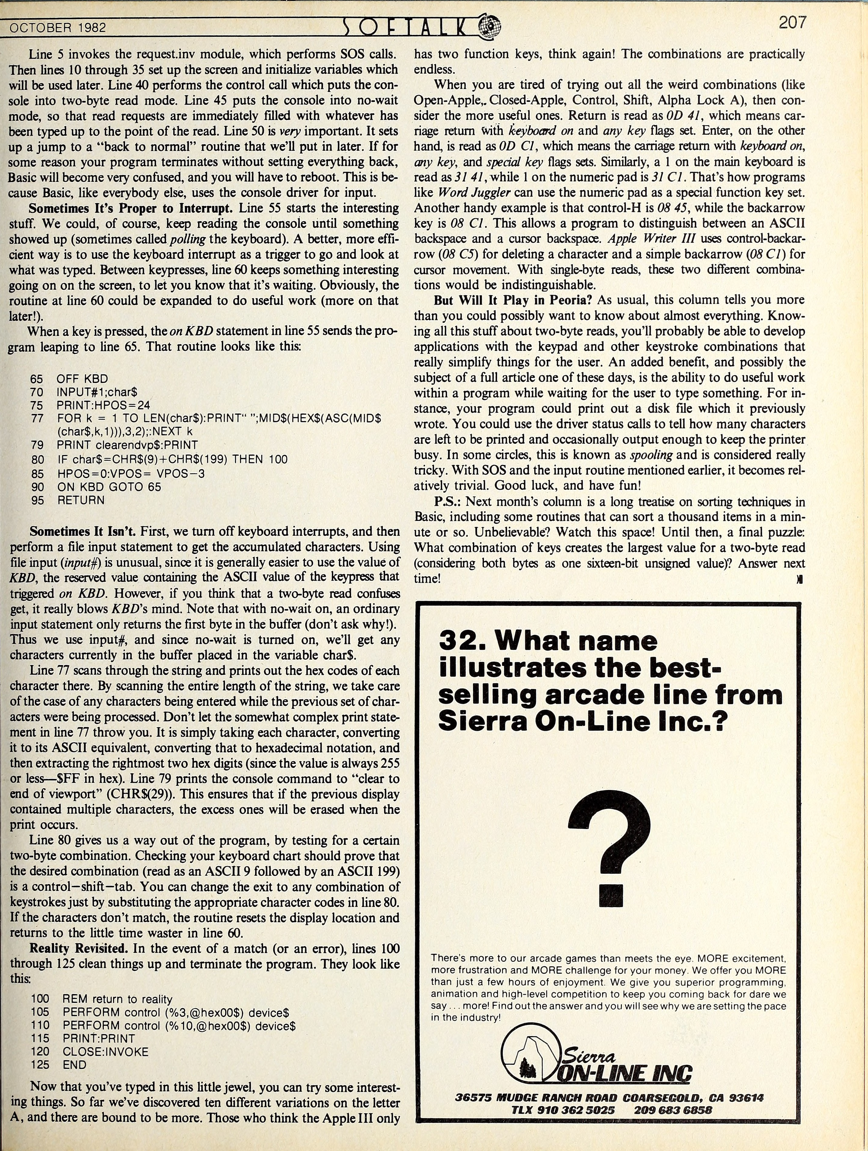 OCTOBER 1982
SOFTALK
207
Line 5 invokes the request.inv module, which performs SOS calls.
Then lines 10 through 35 set up the screen and initialize variables which
will be used later. Line 40 performs the control call which puts the con-
sole into two-byte read mode. Line 45 puts the console into no-wait
mode, so that read requests are immediately filled with whatever has
been typed up to the point of the read. Line 50 is very important. It sets
up a jump to a “back to normal” routine that we'll put in later. If for
some reason your program terminates without setting everything back,
Basic will become very confused, and you will have to reboot. This is be-
cause Basic, like everybody else, uses the console driver for input.
Sometimes It's Proper to Interrupt. Line 55 starts the interesting
stuff. We could, of course, keep reading the console until something
showed up (sometimes called polling the keyboard). A better, more effi-
cient way is to use the keyboard interrupt as a trigger to go and look at
what was typed. Between keypresses, line 60 keeps something interesting
going on on the screen, to let you know that it's waiting. Obviously, the
routine at line 60 could be expanded to do useful work (more on that
later!).
When a key is pressed, the on KBD statement in line 55 sends the pro-
gram leaping to line 65. That routine looks like this:
65 OFF KBD
70 INPUT#1;char$
75 PRINT:HPOS=24
77 FOR k = 1 TO LEN(char$):PRINT" ";MID$(HEX$(ASC(MID$
(char$,k,1))),3,2);:NEXT k
79 PRINT clearendvp$:PRINT
80 IF char$=CHR$(9)+CHR$(199) THEN 100
85 HPOS=0:VPOS= VPOS−3
90 ON KBD GOTO 65
95 RETURN
Sometimes It Isn't. First, we turn off keyboard interrupts, and then
perform a file input statement to get the accumulated characters. Using
file input (input#) is unusual, since it is generally easier to use the value of
KBD, the reserved value containing the ASCII value of the keypress that
triggered on KBD. However, if you think that a two-byte read confuses
get, it really blows KBD's mind. Note that with no-wait on, an ordinary
input statement only returns the first byte in the buffer (don't ask why!).
Thus we use input#, and since no-wait is turned on, we'll get any
characters currently in the buffer placed in the variable char$.
Line 77 scans through the string and prints out the hex codes of each
character there. By scanning the entire length of the string, we take care
of the case of any characters being entered while the previous set of char-
acters were being processed. Don't let the somewhat complex print state-
ment in line 77 throw you. It is simply taking each character, converting
it to its ASCII equivalent, converting that to hexadecimal notation, and
then extracting the rightmost two hex digits (since the value is always 255
or less—$FF in hex). Line 79 prints the console command to “clear to
end of viewport” (CHR$(29)). This ensures that if the previous display
contained multiple characters, the excess ones will be erased when the
print occurs.
Line 80 gives us a way out of the program, by testing for a certain
two-byte combination. Checking your keyboard chart should prove that
the desired combination (read as an ASCII 9 followed by an ASCII 199)
is a control−shift−tab. You can change the exit to any combination of
keystrokes just by substituting the appropriate character codes in line 80.
If the characters don't match, the routine resets the display location and
returns to the little time waster in line 60.
Reality Revisited. In the event of a match (or an error), lines 100
through 125 clean things up and terminate the program. They look like
this:
100 REM return to reality
105 PERFORM control (%3,@hex00$) device$
110 PERFORM control (%10,@hex00$) device$
115 PRINT:PRINT
120 CLOSE:INVOKE
125 END
Now that you've typed in this little jewel, you can try some interest-
ing things. So far we've discovered ten different variations on the letter
A, and there are bound to be more. Those who think the Apple III only
has two function keys, think again! The combinations are practically
endless.
When you are tired of trying out all the weird combinations (like
Open-Apple,. Closed-Apple, Control, Shift, Alpha Lock A), then con-
sider the more useful ones. Return is read as 0D 41, which means car-
riage return with keyboard on and any key flags set. Enter, on the other
hand, is read as 0D C1, which means the carriage return with keyboard on,
any key, and special key flags sets. Similarly, a 1 on the main keyboard is
read as 31 41, while 1 on the numeric pad is 31 C1. That's how programs
like Word Juggler can use the numeric pad as a special function key set.
Another handy example is that control-H is 08 45, while the backarrow
key is 08 C1. This allows a program to distinguish between an ASCII
backspace and a cursor backspace. Apple Writer III uses control-backar-
row (08 C5) for deleting a character and a simple backarrow (08 C1) for
cursor movement. With single-byte reads, these two different combina-
tions would be indistinguishable.
But Will It Play in Peoria? As usual, this column tells you more
than you could possibly want to know about almost everything. Know-
ing all this stuff about two-byte reads, you'll probably be able to develop
applications with the keypad and other keystroke combinations that
really simplify things for the user. An added benefit, and possibly the
subject of a full article one of these days, is the ability to do useful work
within a program while waiting for the user to type something. For in-
stance, your program could print out a disk file which it previously
wrote. You could use the driver status calls to tell how many characters
are left to be printed and occasionally output enough to keep the printer
busy. In some circles, this is known as spooling and is considered really
tricky. With SOS and the input routine mentioned earlier, it becomes rel-
atively trivial. Good luck, and have fun!
P.S.: Next month's column is a long treatise on sorting techniques in
Basic, including some routines that can sort a thousand items in a min-
ute or so. Unbelievable? Watch this space! Until then, a final puzzle:
What combination of keys creates the largest value for a two-byte read
(considering both bytes as one sixteen-bit unsigned value)? Answer next
time!
32. What name
illustrates the best-
selling arcade line from
Sierra On-Line Inc.?
?
There's more to our arcade games than meets the eye. MORE excitement,
more frustration and MORE challenge for your money. We offer you MORE
than just a few hours of enjoyment. We give you superior programming,
animation and high-level competition to keep you coming back for dare we
say . . . more! Find out the answer and you will see why we are setting the pace
in the industry!
Sierra
ON-LINE INC
36575 MUDGE RANCH ROAD COARSEGOLD, CA 93614
TLX 910 362 5025 209 683 6858